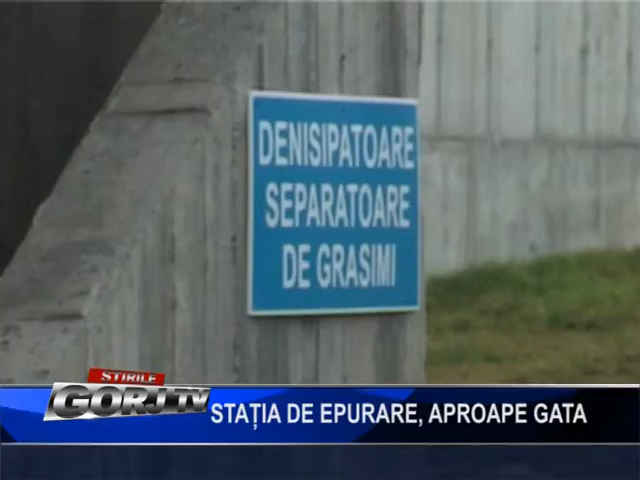 DENISIPATOARE
SEPARATOARE
DE GRASIMI
STIRILE
GORJ TV
STAȚIA DE EPURARE, APROAPE GATA